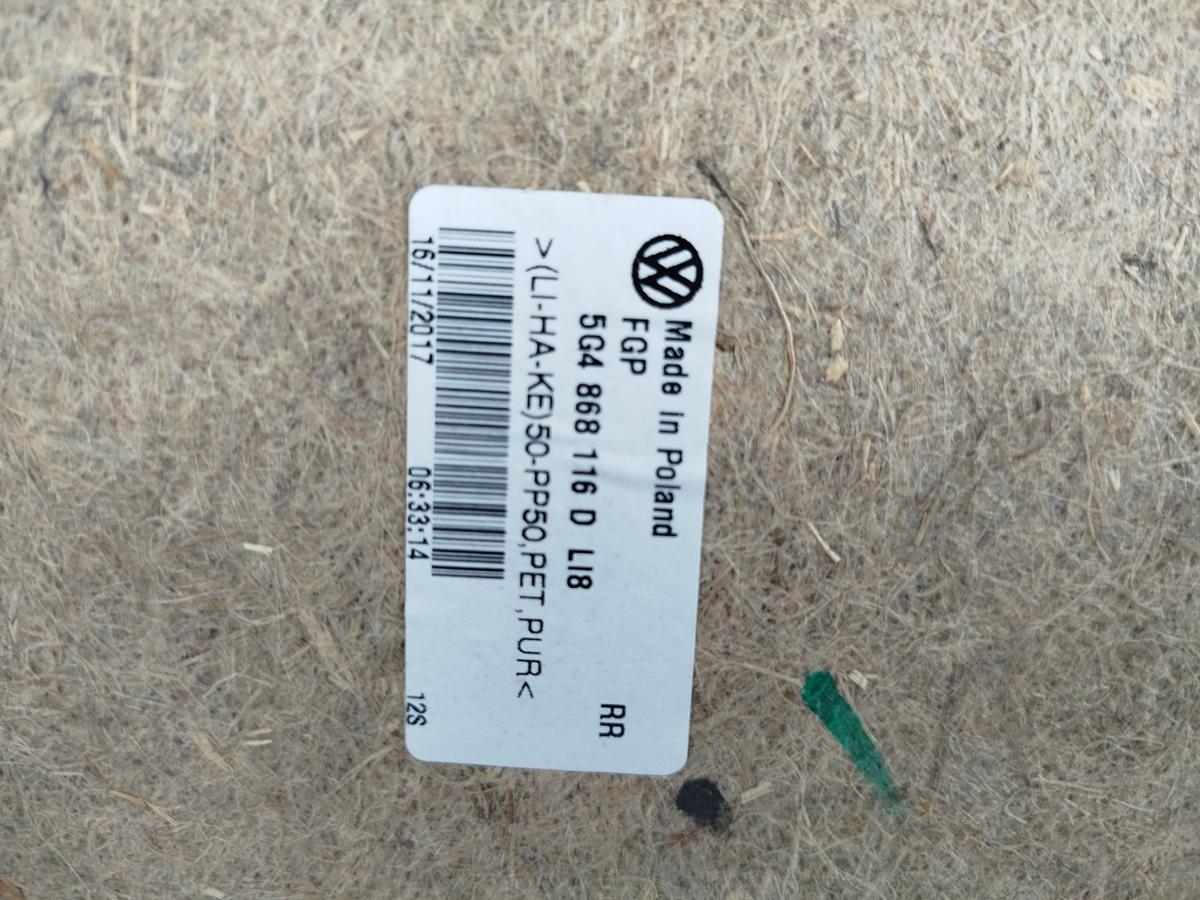 Made in Poland
FGP
5G4 868 116 D LI8 RR
>(LI-HA-KE)50-PP50,PET,PUR<
16/11/2017 06:33:14 12S